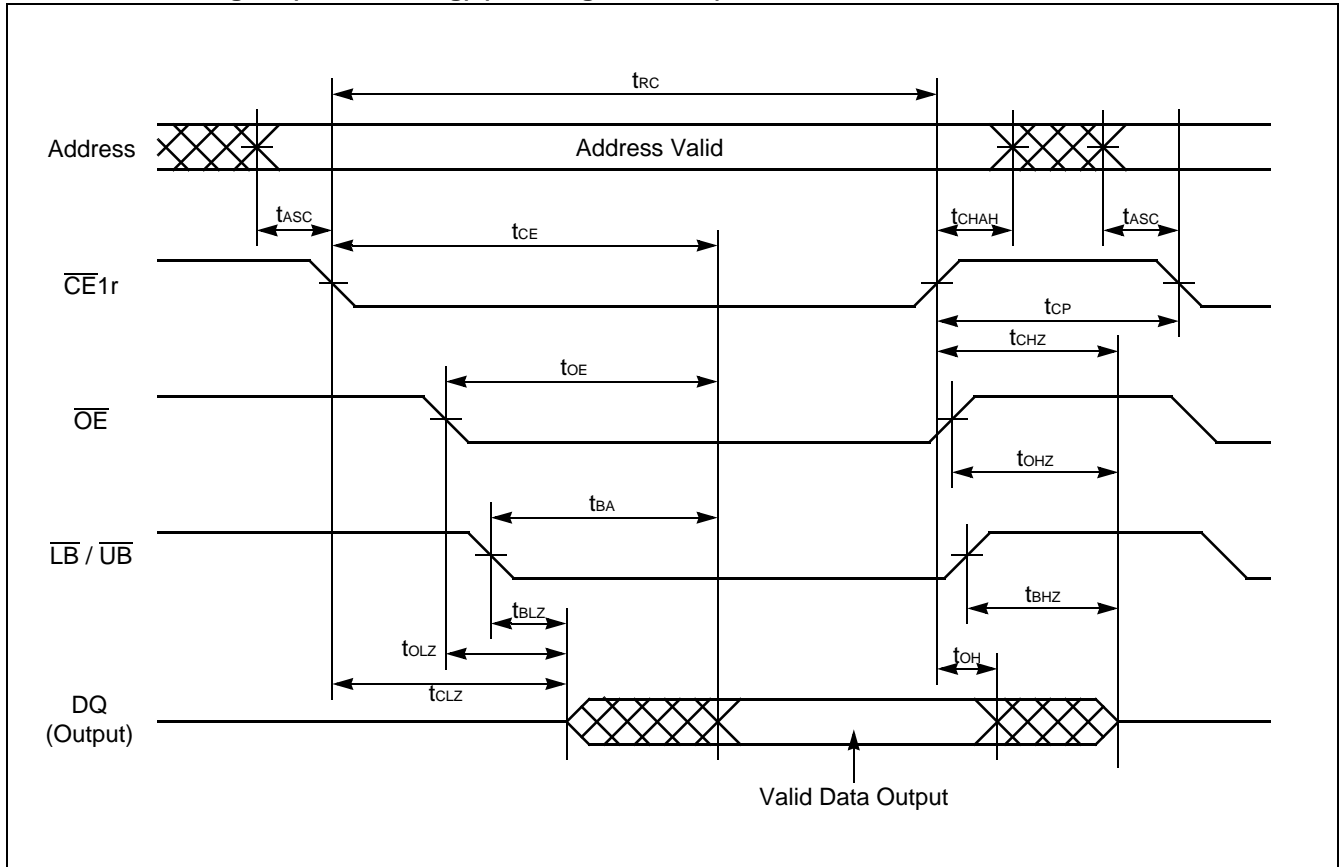 tRC
Address
Address Valid
tASC
tCE
tCHAH
tASC
CE1r
tCP
tCHZ
tOE
OE
tOHZ
tBA
LB / UB
tBLZ
tBHZ
tOLZ
tOH
tCLZ
DQ
(Output)
Valid Data Output